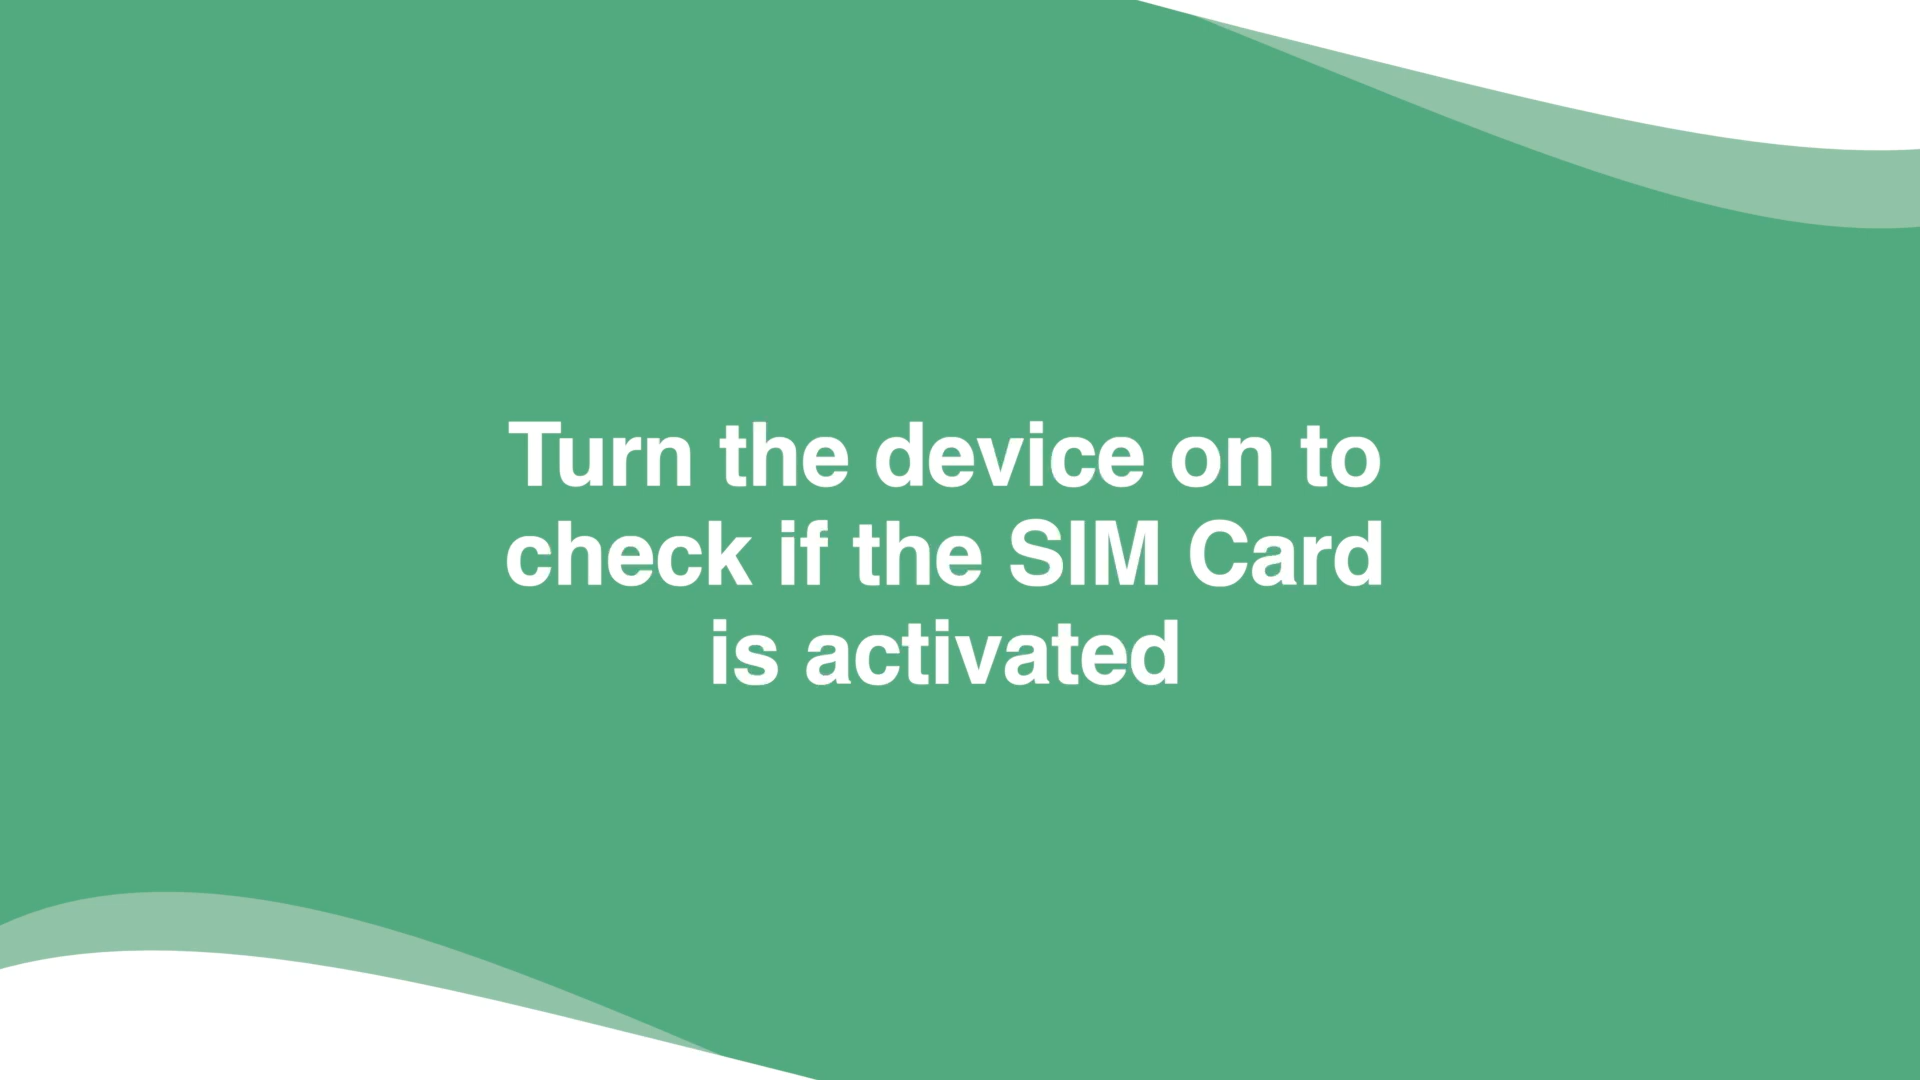 Turn the device on to
check if the SIM Card
is activated